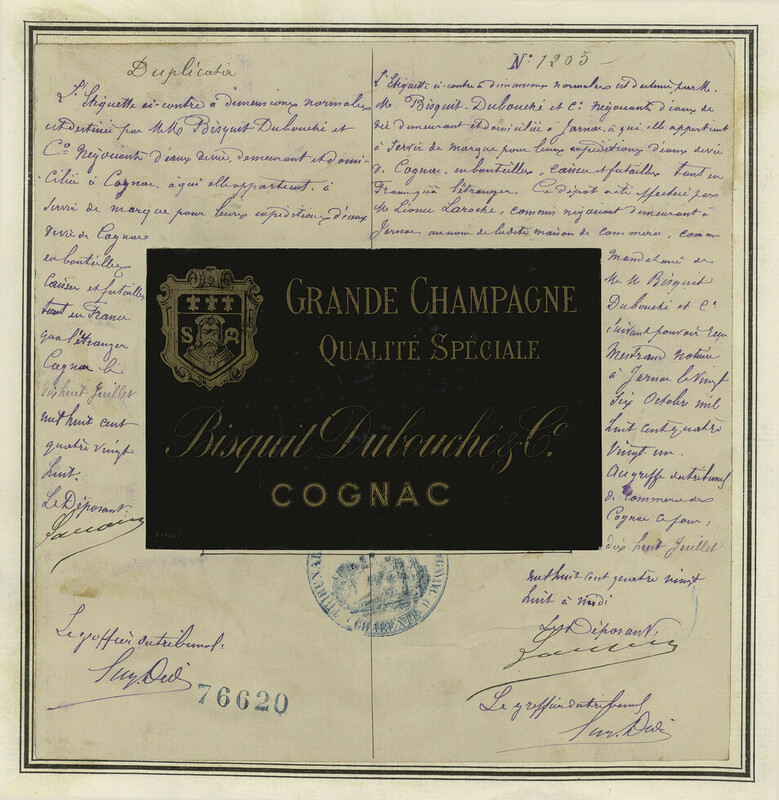 Duplicata
L'Etiquette ci-contre à dimensions normales
est destinée par M.M. Bisquit Dubouché et
Cº Négociants d'eaux de vie, demeurant et domi-
ciliés à Cognac, à qui elle appartient, à
servir de marque pour leurs expéditions d'eaux
de vie de Cognac
en bouteilles,
caisses et futailles,
tant en France
qu'à l'étranger
Cognac le
dix huit Juillet
mil huit cent
quatre vingt
huit.
Le Déposant:
Le greffier du tribunal:
76620
Nº 1205
L'Etiquette ci-contre à dimensions normales est destinée par M.
M. Bisquit-Dubouché et Cº Négociants d'eaux de
vie demeurant et domiciliés à Jarnac, à qui elle appartient
à servir de marque pour leurs expéditions d'eaux de vie
de Cognac, en bouteilles, caisses et futailles tant en
France qu'à l'étranger. Ce dépôt a été effectué par
M Léonce Laroche, commis négociant demeurant à
Jarnac au nom de ladite maison de commerce, comme
Mandataire de
M. M Bisquit
Dubouché et Cº
suivant pouvoir reçu
Mestraud notaire
à Jarnac le vingt
six Octobre mil
huit cent quatre
vingt un.
Au greffe du tribunal
de commerce de
Cognac ce jour,
dix huit Juillet
mil huit cent quatre vingt
huit à midi
Le Déposant:
Le greffier du tribunal
GRANDE CHAMPAGNE
QUALITÉ SPÉCIALE
S
Bisquit Dubouché & Cº.
COGNAC
TRIBUNAL
CHARENTE